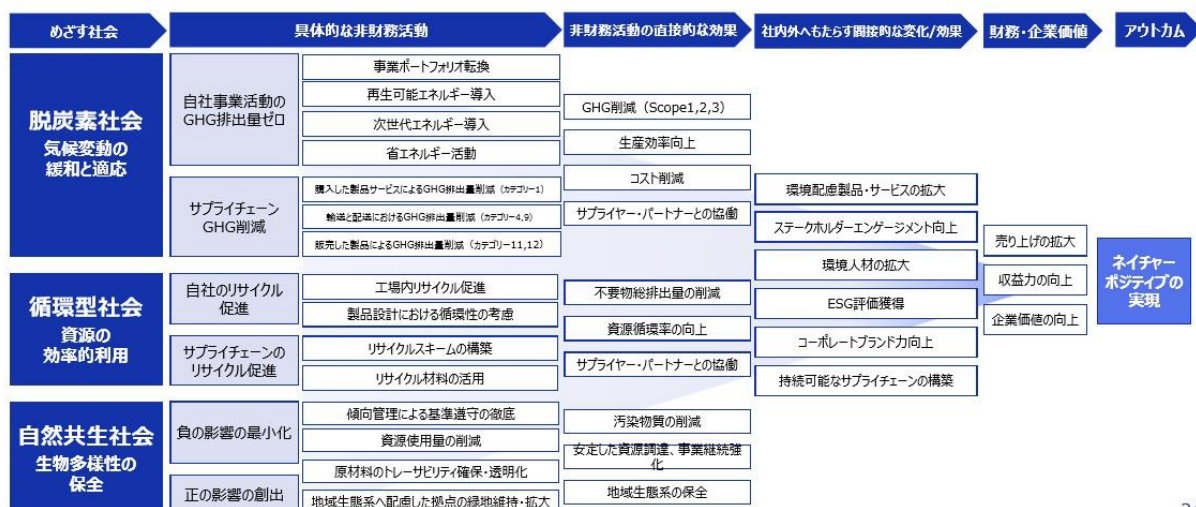 めざす社会
具体的な非財務活動
非財務活動の直接的な効果
社内外へもたらす間接的な変化/効果
財務・企業価値
アウトカム
脱炭素社会
気候変動の
緩和と適応
自社事業活動の
GHG排出量ゼロ
事業ポートフォリオ転換
再生可能エネルギー導入
次世代エネルギー導入
省エネルギー活動
サプライチェーン
GHG削減
購入した製品サービスによるGHG排出量削減（カテゴリー1）
輸送と配送におけるGHG排出量削減（カテゴリー4,9）
販売した製品によるGHG排出量削減（カテゴリー11,12）
GHG削減（Scope1,2,3）
生産効率向上
コスト削減
サプライヤー・パートナーとの協働
循環型社会
資源の
効率的利用
自社のリサイクル
促進
工場内リサイクル促進
製品設計における循環性の考慮
サプライチェーンの
リサイクル促進
リサイクルスキームの構築
リサイクル材料の活用
不要物総排出量の削減
資源循環率の向上
サプライヤー・パートナーとの協働
自然共生社会
生物多様性の
保全
負の影響の最小化
傾向管理による基準遵守の徹底
資源使用量の削減
正の影響の創出
原材料のトレーサビリティ確保・透明化
地域生態系へ配慮した拠点の緑地維持・拡大
汚染物質の削減
安定した資源調達、事業継続強
化
地域生態系の保全
環境配慮製品・サービスの拡大
ステークホルダーエンゲージメント向上
環境人材の拡大
ESG評価獲得
コーポレートブランド力向上
持続可能なサプライチェーンの構築
売り上げの拡大
収益力の向上
企業価値の向上
ネイチャー
ポジティブの
実現